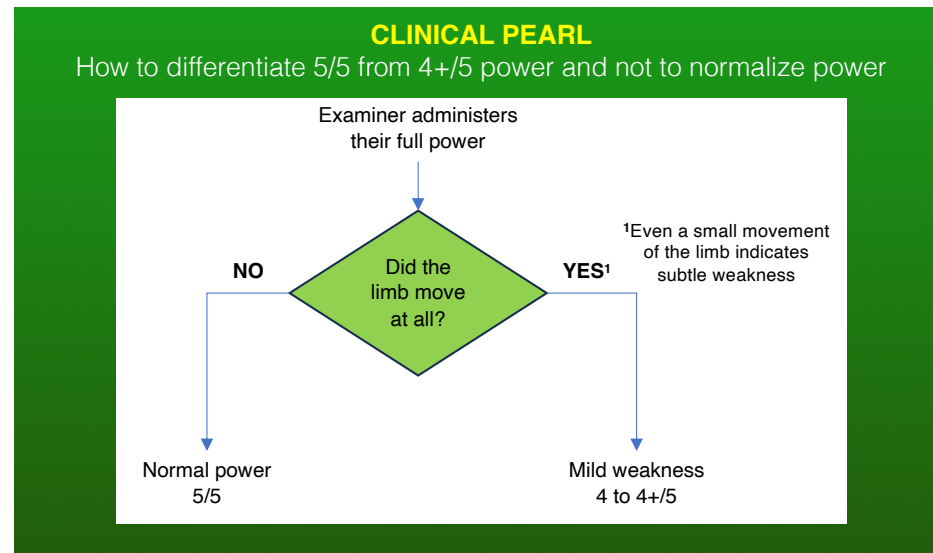 CLINICAL PEARL
How to differentiate 5/5 from 4+/5 power and not to normalize power
Examiner administers
their full power
Did the
limb move
at all?
NO
YES¹
¹Even a small movement
of the limb indicates
subtle weakness
Normal power
5/5
Mild weakness
4 to 4+/5